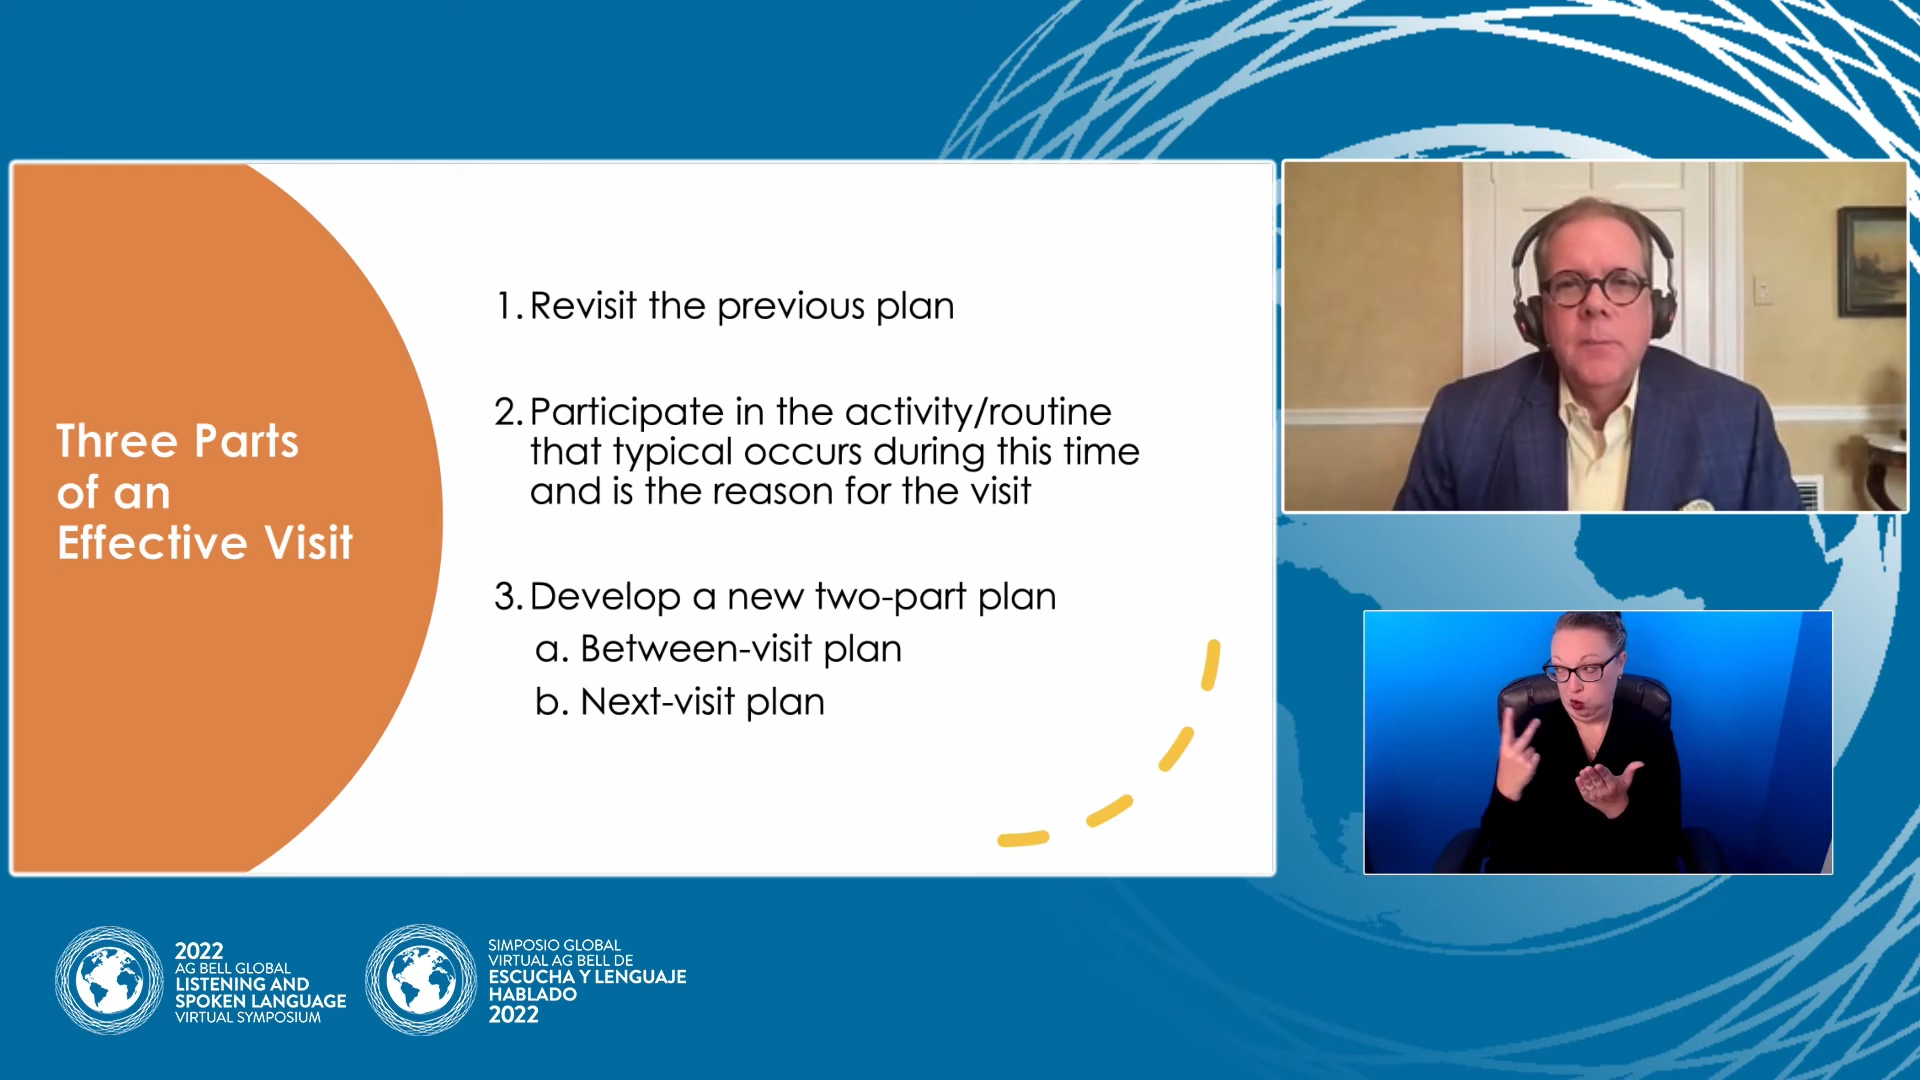 Three Parts
of an
Effective Visit
1. Revisit the previous plan
2. Participate in the activity/routine
that typical occurs during this time
and is the reason for the visit
3. Develop a new two-part plan
a. Between-visit plan
b. Next-visit plan
2022
AG BELL GLOBAL
LISTENING AND
SPOKEN LANGUAGE
VIRTUAL SYMPOSIUM
SIMPOSIO GLOBAL
VIRTUAL AG BELL DE
ESCUCHA Y LENGUAJE
HABLADO
2022